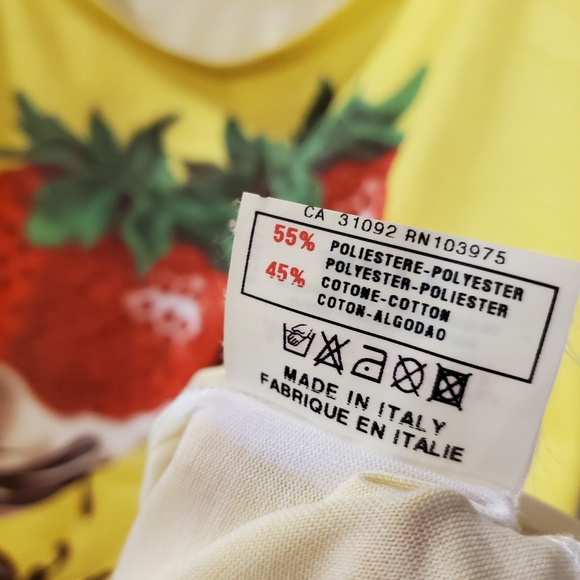 CA 31092 RN103975
55% POLIESTERE-POLYESTER
POLYESTER-POLIESTER
45% COTONE-COTTON
COTON-ALGODAO
MADE IN ITALY
FABRIQUE EN ITALIE